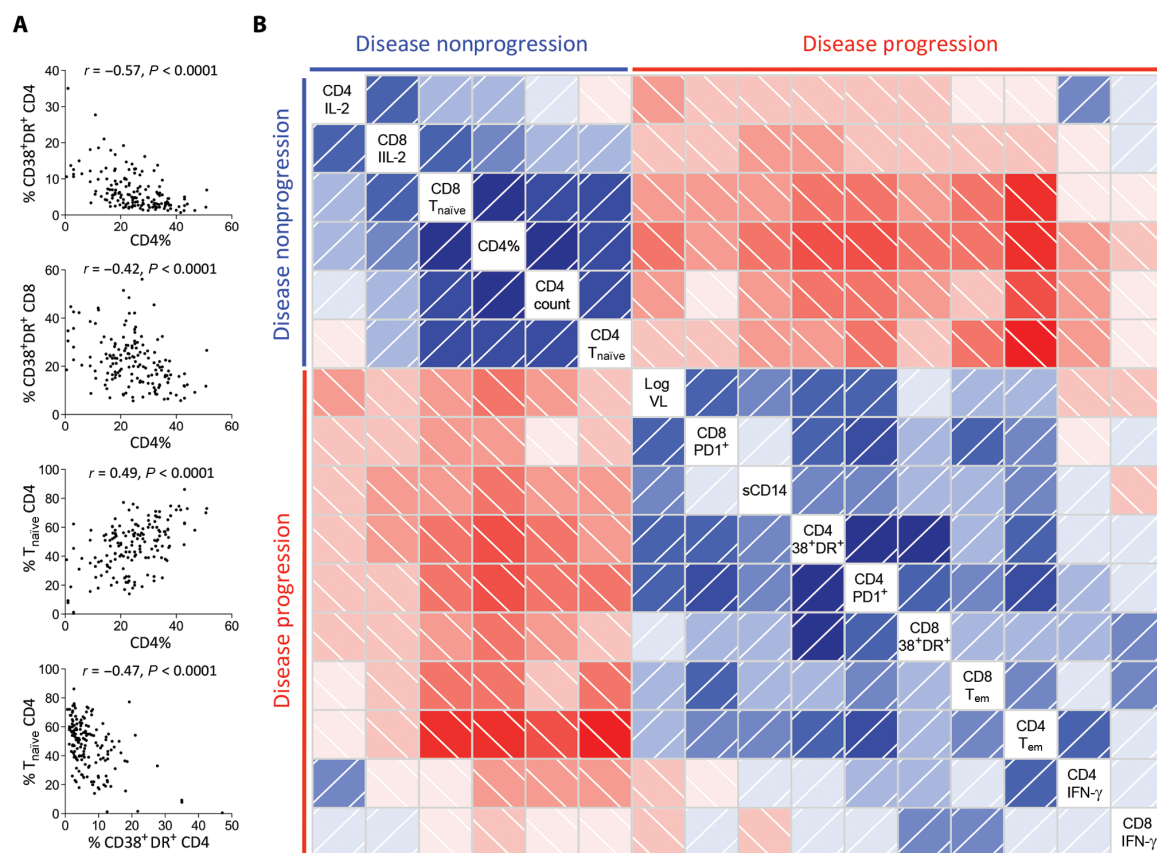 A
r = −0.57, P < 0.0001
% CD38+DR+ CD4
40
30
20
10
0
0 20 40 60
CD4%
r = −0.42, P < 0.0001
% CD38+DR+ CD8
60
40
20
0
0 20 40 60
CD4%
r = 0.49, P < 0.0001
% Tnaïve CD4
100
80
60
40
20
0
0 20 40 60
CD4%
r = −0.47, P < 0.0001
% Tnaïve CD4
100
80
60
40
20
0
0 10 20 30 40 50
% CD38+ DR+ CD4
B
Disease nonprogression
Disease progression
Disease nonprogression
Disease progression
CD4
IL-2
CD8
IIL-2
CD8
Tnaïve
CD4%
CD4
count
CD4
Tnaïve
Log
VL
CD8
PD1+
sCD14
CD4
38+DR+
CD4
PD1+
CD8
38+DR+
CD8
Tem
CD4
Tem
CD4
IFN-γ
CD8
IFN-γ